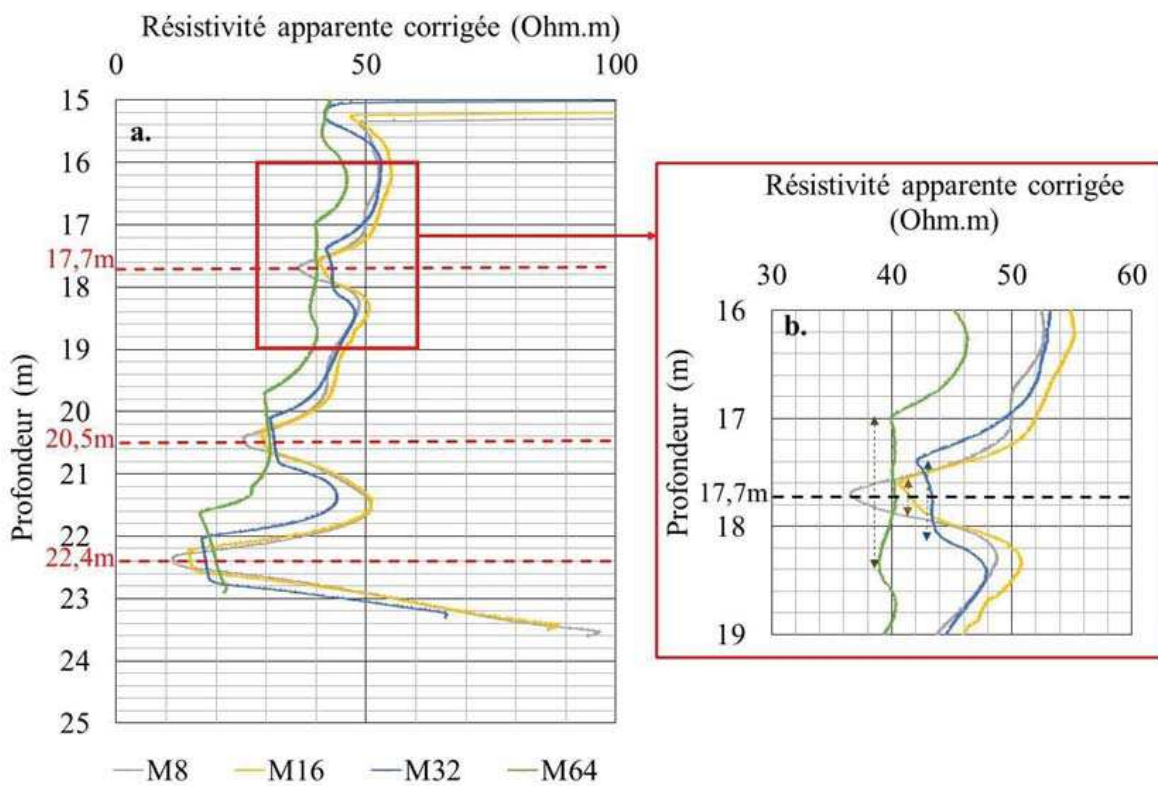 Résistivité apparente corrigée (Ohm.m)
0 50 100
15
a.
16
17
17,7m
18
19
20
20,5m
21
22
22,4m
23
24
25
Profondeur (m)
M8 M16 M32 M64
Résistivité apparente corrigée
(Ohm.m)
30 40 50 60
16
b.
17
17,7m
18
19
Profondeur (m)